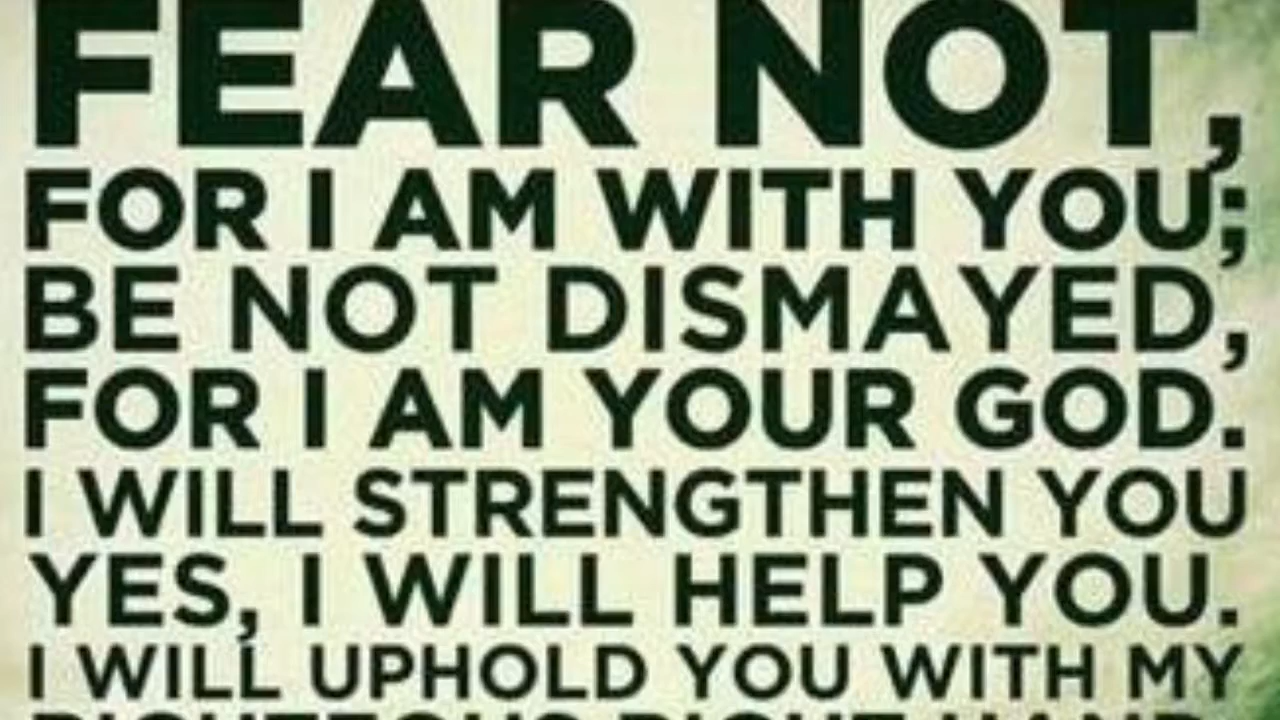 FEAR NOT,
FOR I AM WITH YOU;
BE NOT DISMAYED,
FOR I AM YOUR GOD.
I WILL STRENGTHEN YOU
YES, I WILL HELP YOU.
I WILL UPHOLD YOU WITH MY